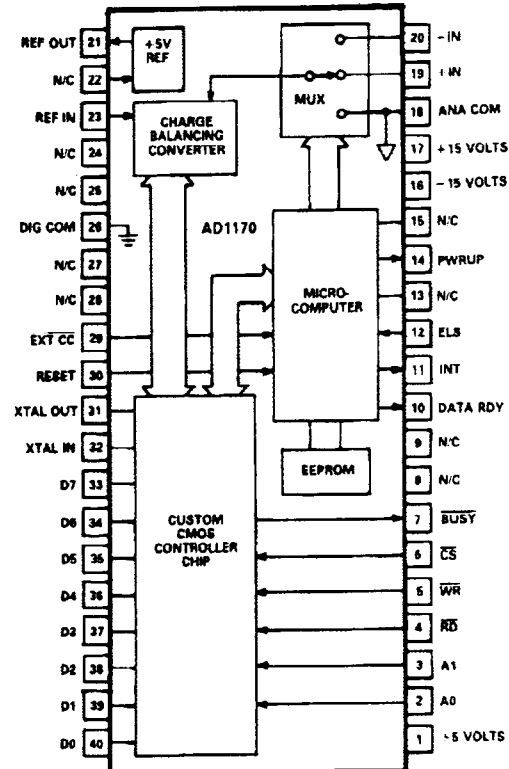 REF OUT 21
+5V
REF
N/C 22
REF IN 23
CHARGE
BALANCING
CONVERTER
N/C 24
N/C 25
DIG COM 26
N/C 27
N/C 28
EXT CC 29
RESET 30
XTAL OUT 31
XTAL IN 32
D7 33
D6 34
D5 35
D4 36
D3 37
D2 38
D1 39
D0 40
AD1170
MUX
MICRO-
COMPUTER
EEPROM
CUSTOM
CMOS
CONTROLLER
CHIP
20 -IN
19 +IN
18 ANA COM
17 +15 VOLTS
16 -15 VOLTS
15 N/C
14 PWRUP
13 N/C
12 ELS
11 INT
10 DATA RDY
9 N/C
8 N/C
7 BUSY
6 CS
5 WR
4 RD
3 A1
2 A0
1 +5 VOLTS